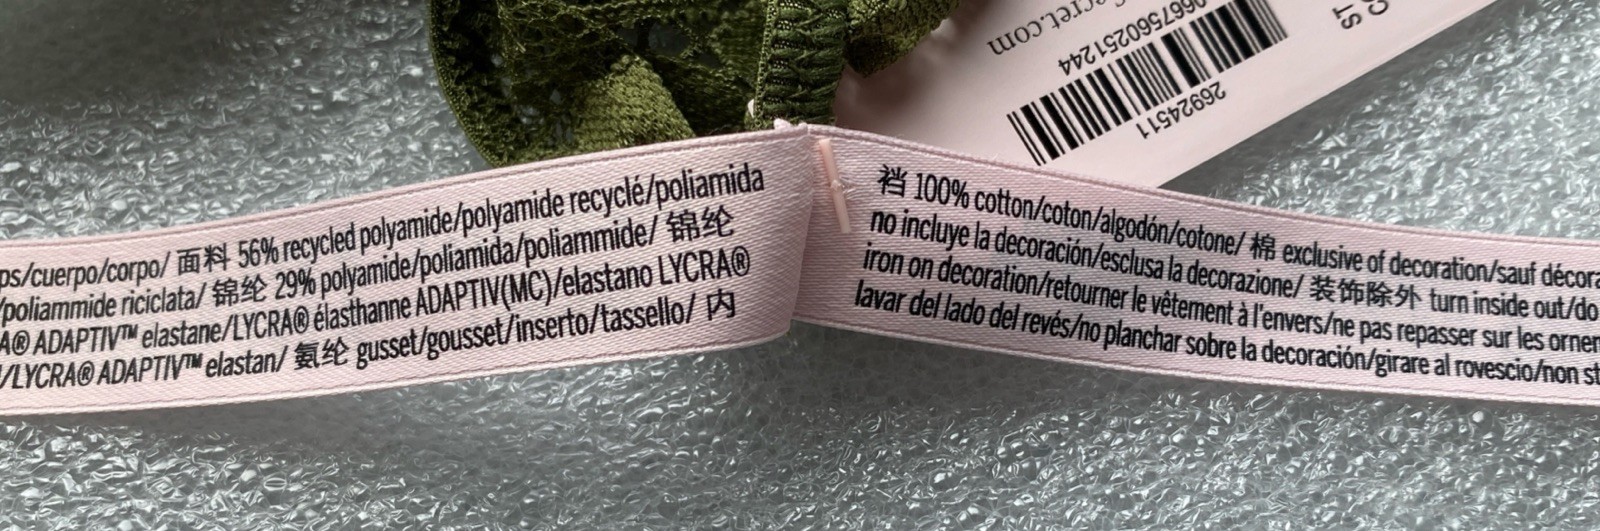 ps/cuerpo/corpo/ 面料 56% recycled polyamide/polyamide recyclé/poliamida
/poliammide riciclata/ 锦纶 29% polyamide/poliamida/poliammide/ 锦纶
A® ADAPTIV™ elastane/LYCRA® élasthanne ADAPTIV(MC)/elastano LYCRA®
/LYCRA® ADAPTIV™ elastan/ 氨纶 gusset/gousset/inserto/tassello/ 内
裆 100% cotton/coton/algodón/cotone/ 棉 exclusive of decoration/sauf décora
no incluye la decoración/esclusa la decorazione/ 装饰除外 turn inside out/do
iron on decoration/retourner le vêtement à l'envers/ne pas repasser sur les ornem
lavar del lado del revés/no planchar sobre la decoración/girare al rovescio/non st
26924511
0667560251244
Secret.com